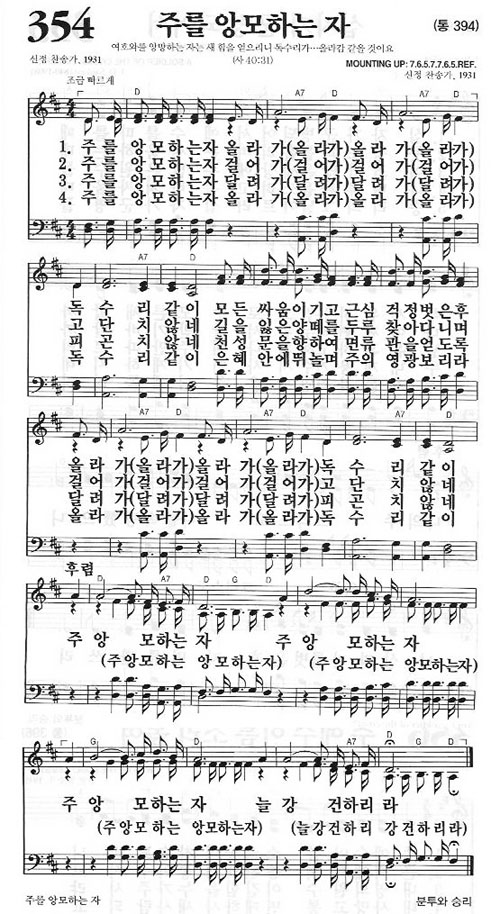 354
주를 앙모하는 자
(통 394)
여호와를 앙망하는 자는 새 힘을 얻으리니 독수리가…올라감 같을 것이요
신정 찬송가, 1931
(사 40:31)
MOUNTING UP: 7.6.5.7.7.6.5.REF.
신정 찬송가, 1931
조금 빠르게
D A7 D A7 D
1. 주 를 앙 모 하 는 자 올 라 가(올 라가)올 라 가(올 라가)
2. 주 를 앙 모 하 는 자 걸 어 가(걸 어가)걸 어 가(걸 어가)
3. 주 를 앙 모 하 는 자 달 려 가(달 려가)달 려 가(달 려가)
4. 주 를 앙 모 하 는 자 올 라 가(올 라가)올 라 가(올 라가)
A7 D
독 수 리 같 이 모든 싸움이기고 근심 걱정벗은후
고 단 치 않 네 길을 잃은양떼를 두루 찾아다니며
피 곤 치 않 네 천성 문을향하여 면류관을얻도록
독 수 리 같 이 은혜 안에뛰놀며 주의 영광보리라
A7 D A7 D A7 D
올 라 가(올라가)올 라 가(올라가)독 수 리 같이
걸 어 가(걸어가)걸 어 가(걸어가)고 단 치 않네
달 려 가(달려가)달 려 가(달려가)피 곤 치 않네
올 라 가(올라가)올 라 가(올라가)독 수 리 같이
후렴
A D A7 D G D
주 앙 모하는 자 주 앙 모하는 자
(주앙모하는 앙모하는자) (주앙모하는 앙모하는자)
A G D A7 D G D
주 앙 모하는 자 늘 강 건하리 라
(주앙모하는 앙모하는자) (늘강건하리 강건하리라)
주를 앙모하는 자
분투와 승리